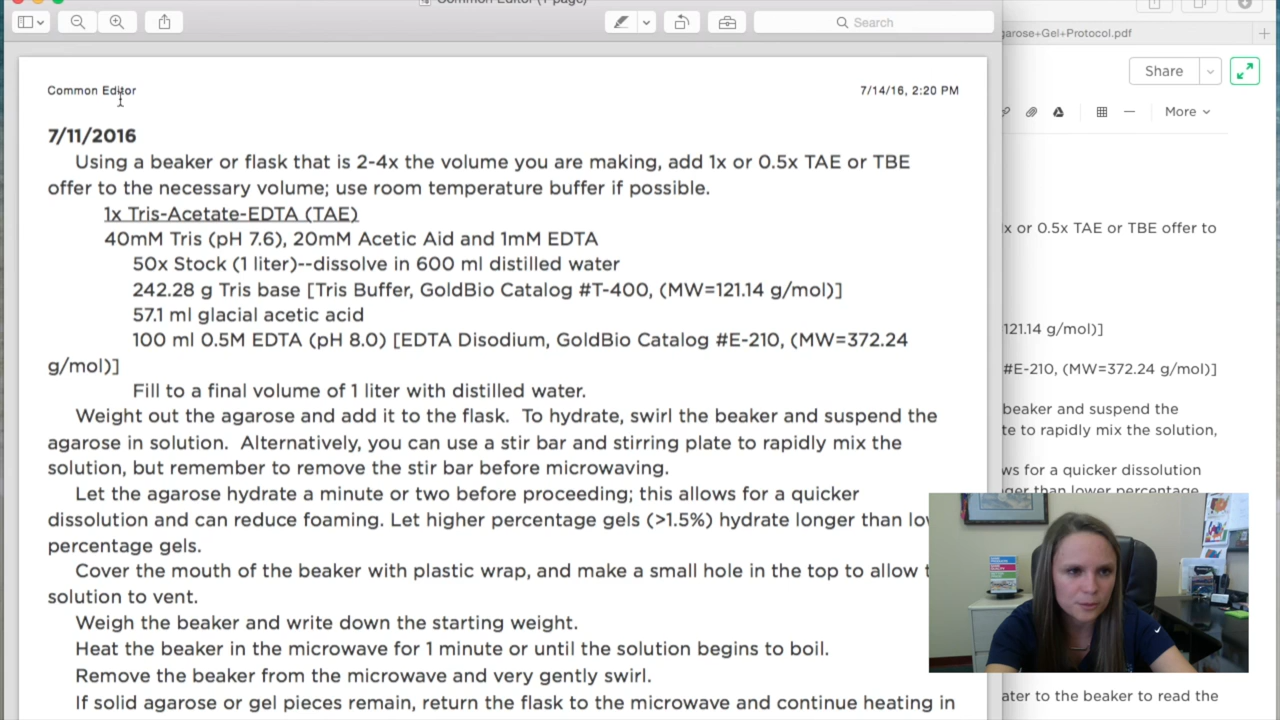 Search
garose+Gel+Protocol.pdf
Share
More
Common Editor
7/14/16, 2:20 PM
7/11/2016
Using a beaker or flask that is 2-4x the volume you are making, add 1x or 0.5x TAE or TBE
offer to the necessary volume; use room temperature buffer if possible.
1x Tris-Acetate-EDTA (TAE)
40mM Tris (pH 7.6), 20mM Acetic Aid and 1mM EDTA
50x Stock (1 liter)--dissolve in 600 ml distilled water
242.28 g Tris base [Tris Buffer, GoldBio Catalog #T-400, (MW=121.14 g/mol)]
57.1 ml glacial acetic acid
100 ml 0.5M EDTA (pH 8.0) [EDTA Disodium, GoldBio Catalog #E-210, (MW=372.24
g/mol)]
Fill to a final volume of 1 liter with distilled water.
Weight out the agarose and add it to the flask. To hydrate, swirl the beaker and suspend the
agarose in solution. Alternatively, you can use a stir bar and stirring plate to rapidly mix the
solution, but remember to remove the stir bar before microwaving.
Let the agarose hydrate a minute or two before proceeding; this allows for a quicker
dissolution and can reduce foaming. Let higher percentage gels (>1.5%) hydrate longer than lov
percentage gels.
Cover the mouth of the beaker with plastic wrap, and make a small hole in the top to allow t
solution to vent.
Weigh the beaker and write down the starting weight.
Heat the beaker in the microwave for 1 minute or until the solution begins to boil.
Remove the beaker from the microwave and very gently swirl.
If solid agarose or gel pieces remain, return the flask to the microwave and continue heating in
x or 0.5x TAE or TBE offer to
121.14 g/mol)]
#E-210, (MW=372.24 g/mol)]
beaker and suspend the
te to rapidly mix the solution,
ws for a quicker dissolution
nger than lower percentage
ater to the beaker to read the